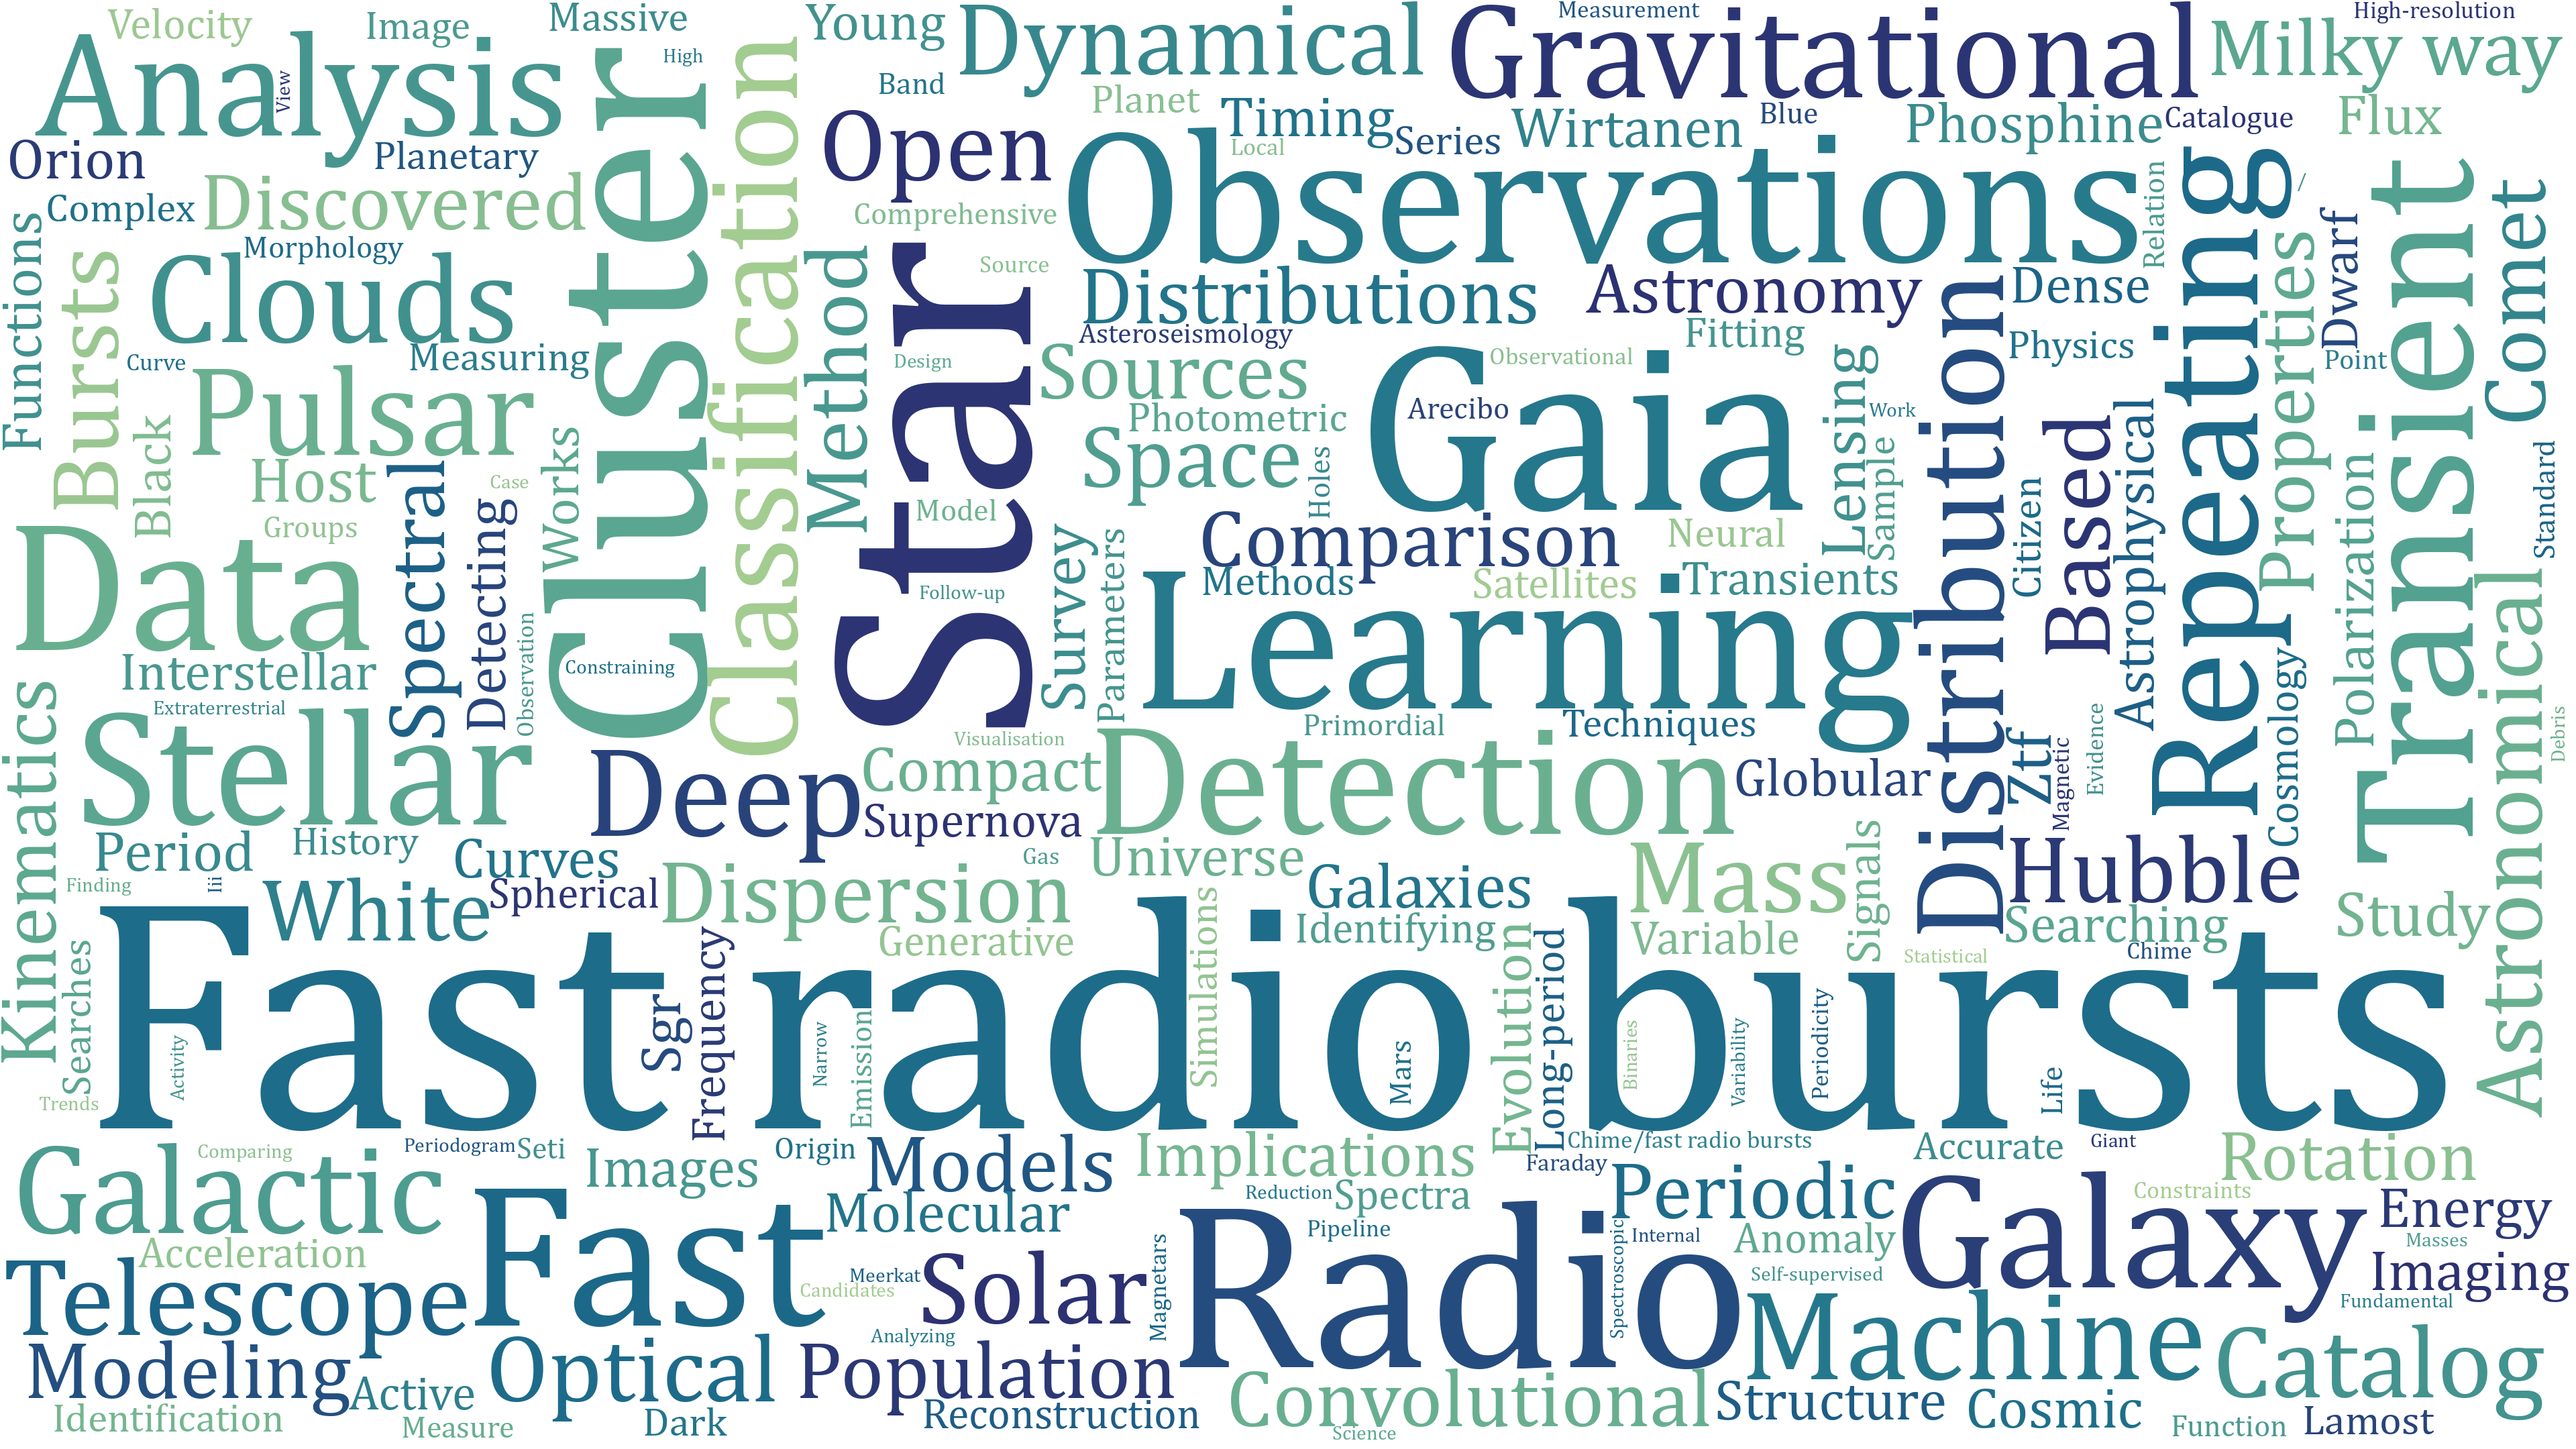 Velocity
Image
Massive
High
Young
Dynamical
Measurement
Gravitational
High-resolution
Milky way
Analysis
View
Band
Planet
Timing
Series
Wirtanen
Blue
Phosphine
Catalogue
Flux
Orion
Planetary
Cluster
Classification
Open
Local
Observations
Relation
Repeating
/
Transient
Complex
Discovered
Comprehensive
Dwarf
Comet
Functions
Morphology
Bursts
Clouds
Method
Star
Source
Distributions
Astronomy
Distribution
Dense
Properties
Curve
Measuring
Design
Asteroseismology
Sources
Observational
Fitting
Physics
Point
Pulsar
Photometric
Arecibo
Gaia
Lensing
Work
Black
Host
Spectral
Case
Works
Space
Holes
Sample
Citizen
Based
Astrophysical
Polarization
Standard
Groups
Detecting
Model
Comparison
Neural
Data
Follow-up
Survey
Parameters
Methods
Satellites
Transients
Learning
Interstellar
Observation
Constraining
Cosmology
Astronomical
Kinematics
Extraterrestrial
Stellar
Visualisation
Primordial
Techniques
Ztf
Magnetic
Evidence
Debris
Deep
Compact
Detection
Globular
Period
History
Curves
Supernova
Gas
Universe
Mass
Signals
Hubble
Finding
Iii
White
Spherical
Dispersion
Galaxies
Searching
Study
Searches
Generative
Simulations
Identifying
Evolution
Long-period
Variable
Statistical
Chime
Fast radio bursts
Activity
Sgr
Frequency
Narrow
Emission
Mars
Binaries
Variability
Periodicity
Life
Trends
Galactic
Comparing
Periodogram
Seti
Images
Origin
Models
Implications
Chime/fast radio bursts
Faraday
Accurate
Giant
Rotation
Acceleration
Fast
Molecular
Reduction
Spectra
Periodic
Constraints
Energy
Telescope
Meerkat
Candidates
Solar
Magnetars
Radio
Pipeline
Spectroscopic
Internal
Anomaly
Self-supervised
Galaxy
Masses
Imaging
Modeling
Active
Optical
Analyzing
Population
Machine
Fundamental
Catalog
Identification
Measure
Dark
Reconstruction
Convolutional
Science
Structure
Cosmic
Function
Lamost